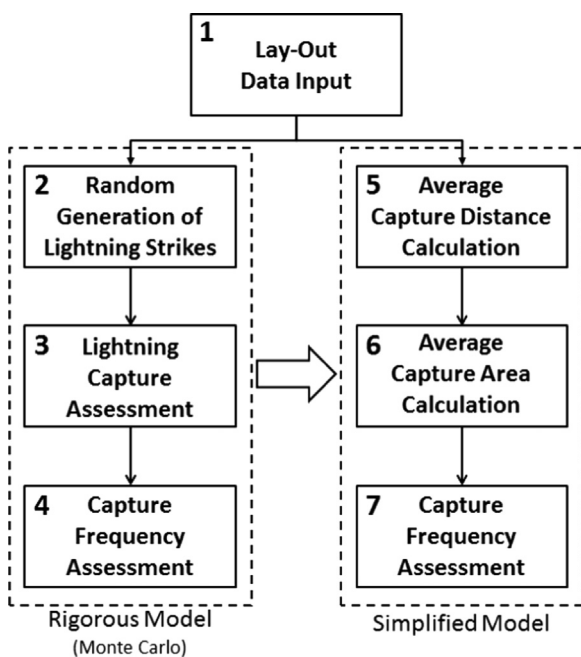 1
Lay-Out
Data Input
2
Random
Generation of
Lightning Strikes
3
Lightning
Capture
Assessment
4
Capture
Frequency
Assessment
Rigorous Model
(Monte Carlo)
5
Average
Capture Distance
Calculation
6
Average
Capture Area
Calculation
7
Capture
Frequency
Assessment
Simplified Model